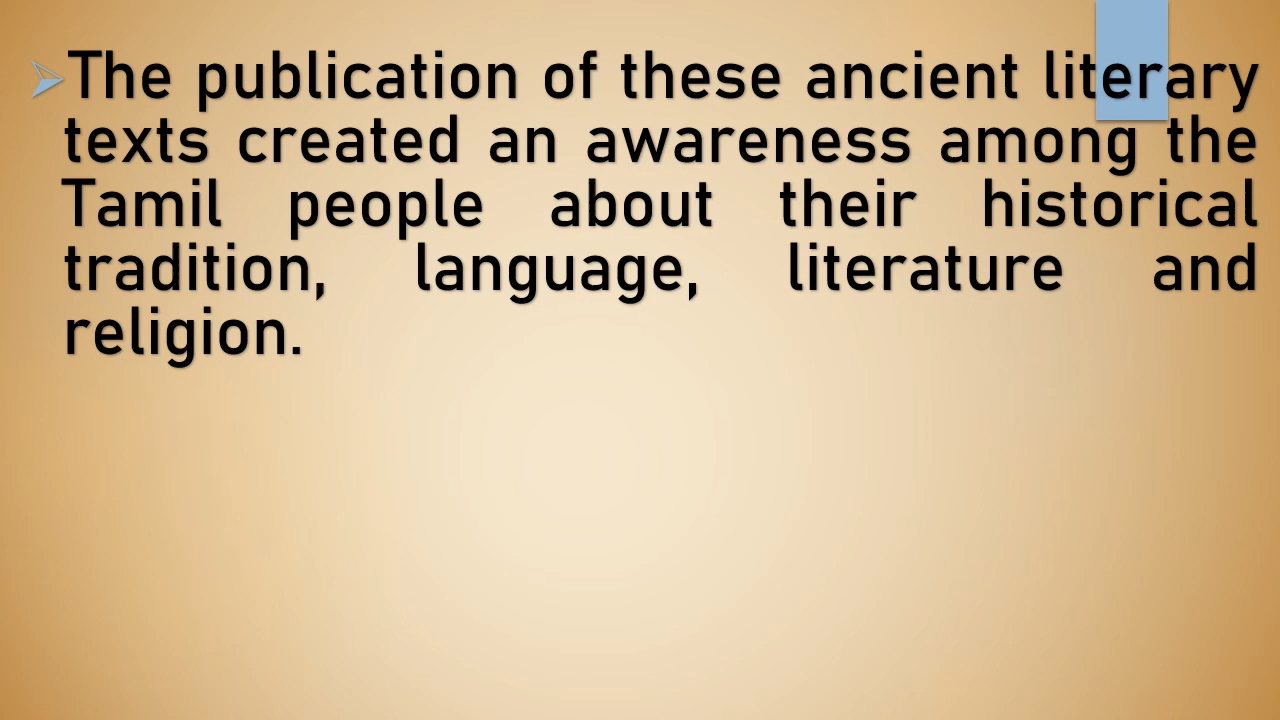 The publication of these ancient literary
texts created an awareness among the
Tamil people about their historical
tradition, language, literature and
religion.